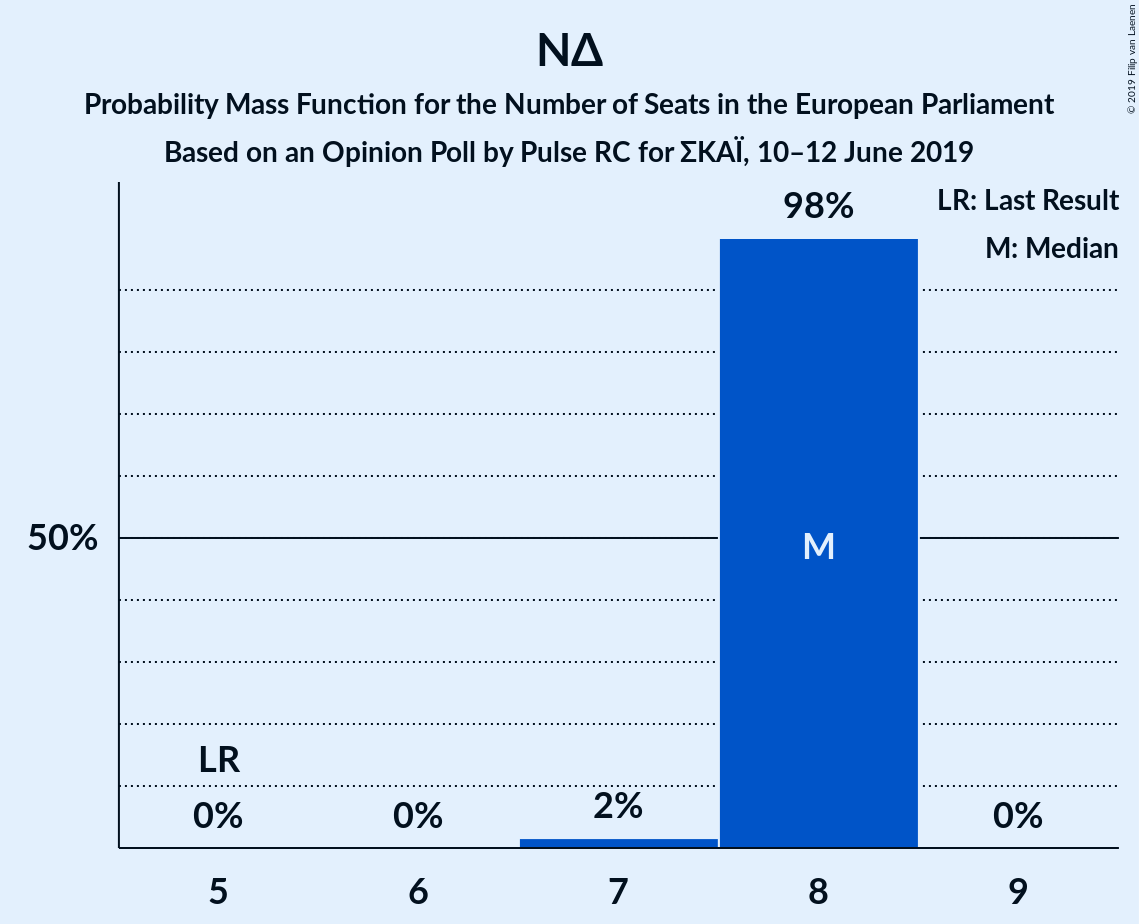 ΝΔ
Probability Mass Function for the Number of Seats in the European Parliament
Based on an Opinion Poll by Pulse RC for ΣΚΑΪ, 10–12 June 2019
© 2019 Filip van Laenen
LR: Last Result
M: Median
98%
50%
M
LR
0%
0%
2%
0%
5
6
7
8
9